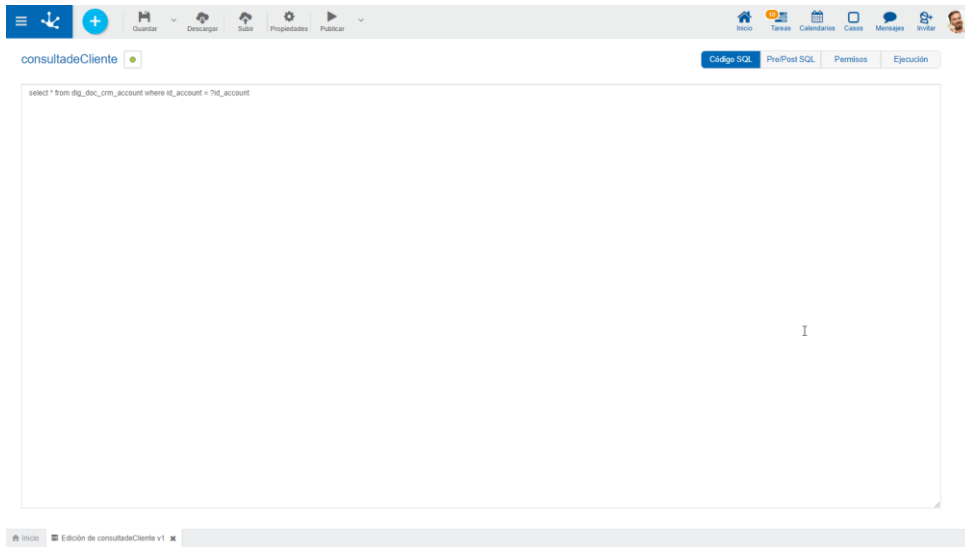 Guardar Descargar Subir Propiedades Publicar
10
Inicio Tareas Calendarios Casos Mensajes Invitar
consultadeCliente
Código SQL Pre/Post SQL Permisos Ejecución
select * from dig_doc_crm_account where id_account = ?id_account
Inicio Edición de consultadeCliente v1